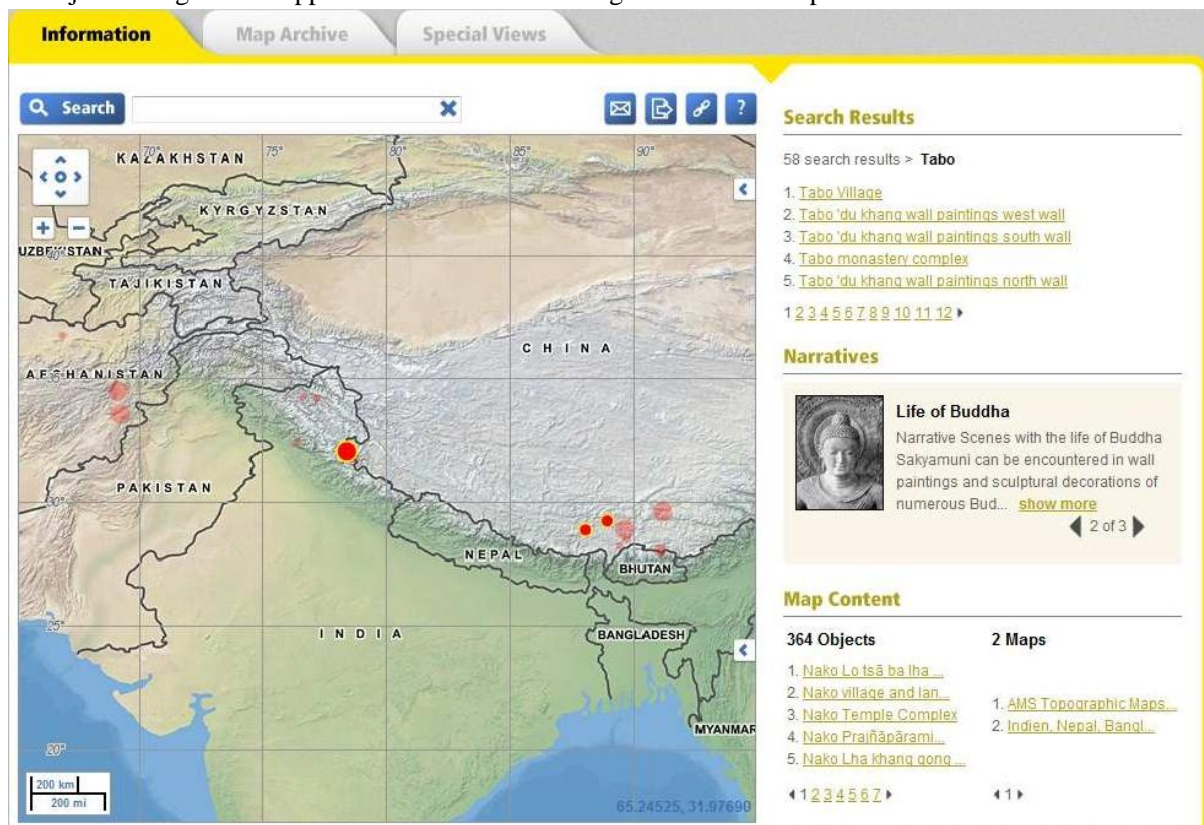 Information
Map Archive
Special Views
Search
?
KAZAKHSTAN
70°
75°
80°
85°
90°
KYRGYZSTAN
UZBEKISTAN
40°
TAJIKISTAN
CHINA
AFGHANISTAN
35°
PAKISTAN
30°
NEPAL
BHUTAN
25°
INDIA
BANGLADESH
MYANMAR
20°
200 km
200 mi
65.24525, 31.97690
Search Results
58 search results > Tabo
1. Tabo Village
2. Tabo 'du khang wall paintings west wall
3. Tabo 'du khang wall paintings south wall
4. Tabo monastery complex
5. Tabo 'du khang wall paintings north wall
1 2 3 4 5 6 7 8 9 10 11 12
Narratives
Life of Buddha
Narrative Scenes with the life of Buddha
Sakyamuni can be encountered in wall
paintings and sculptural decorations of
numerous Bud... show more
2 of 3
Map Content
364 Objects
1. Nako Lo tsā ba lha ...
2. Nako village and lan...
3. Nako Temple Complex
4. Nako Prajñāpārami...
5. Nako Lha khang gong ...
1 2 3 4 5 6 7
2 Maps
1. AMS Topographic Maps...
2. Indien, Nepal, Bangl...
1